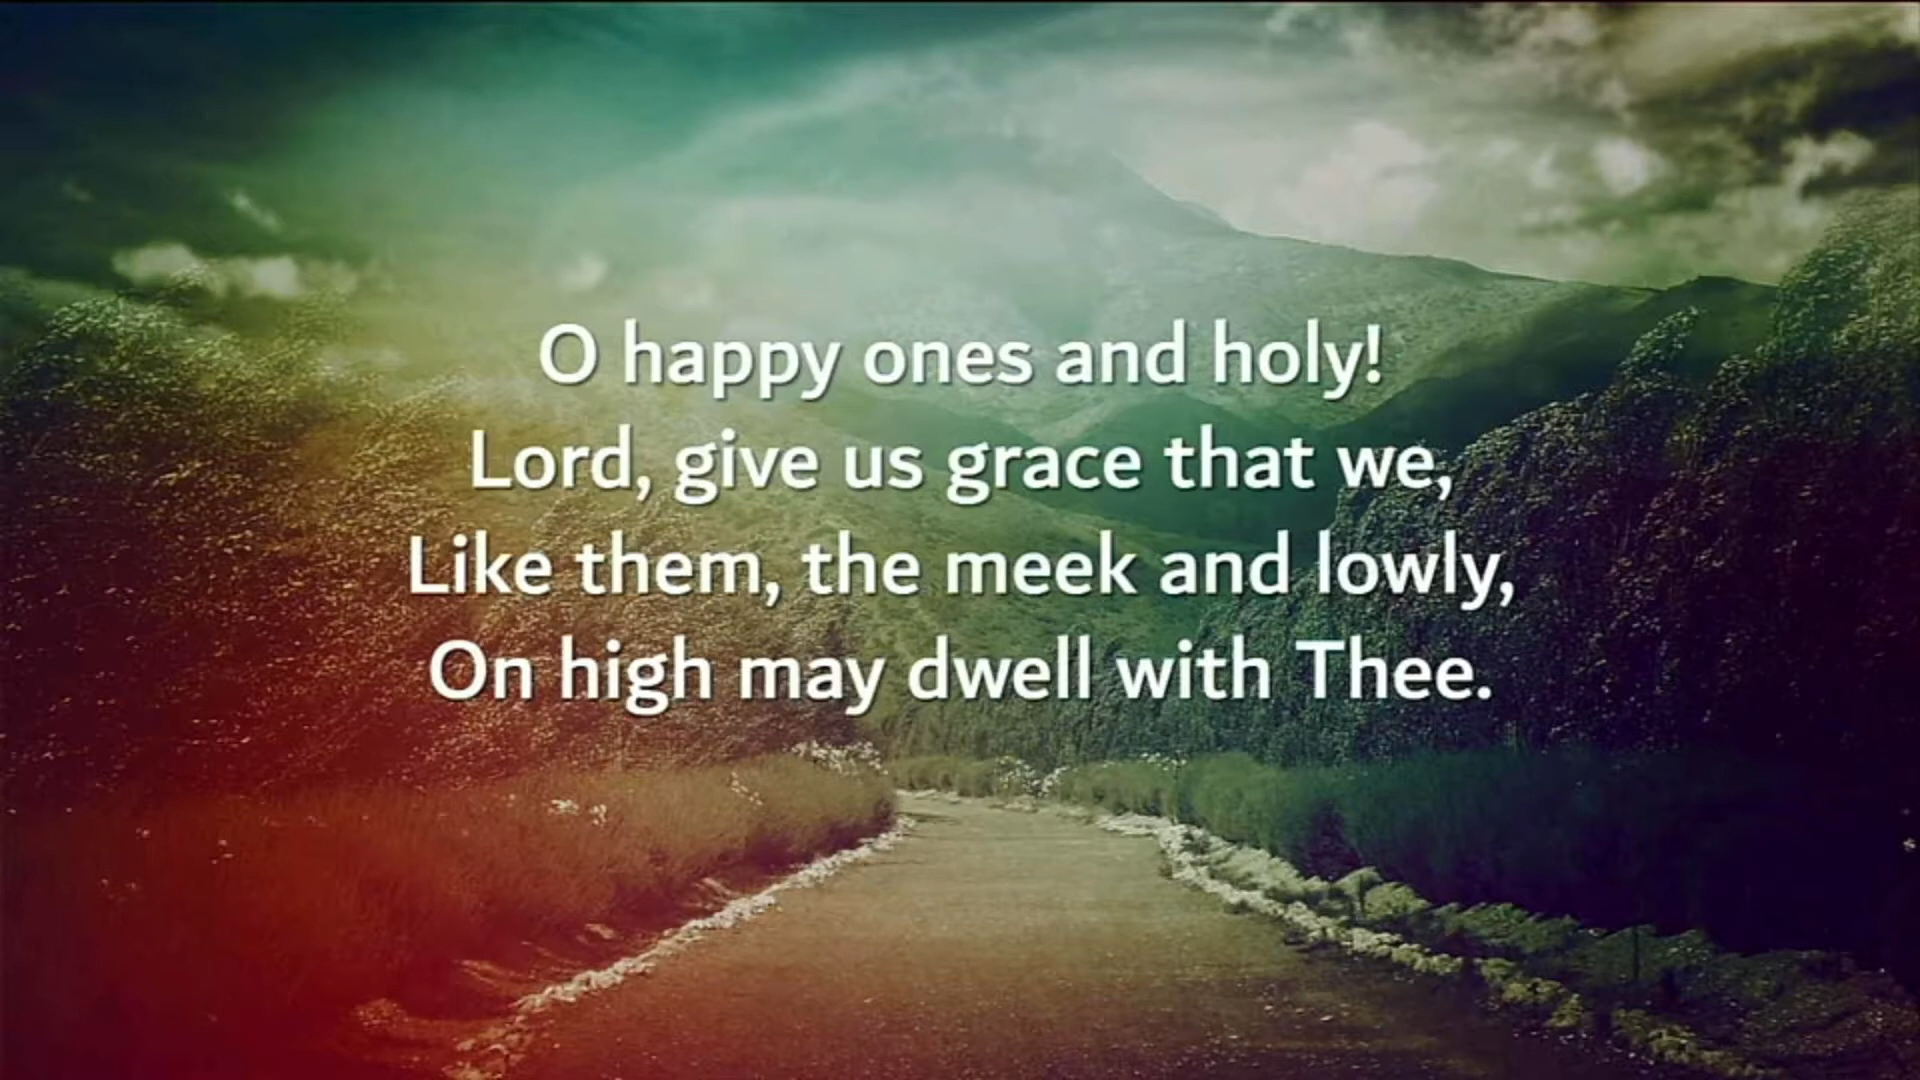 O happy ones and holy!
Lord, give us grace that we,
Like them, the meek and lowly,
On high may dwell with Thee.